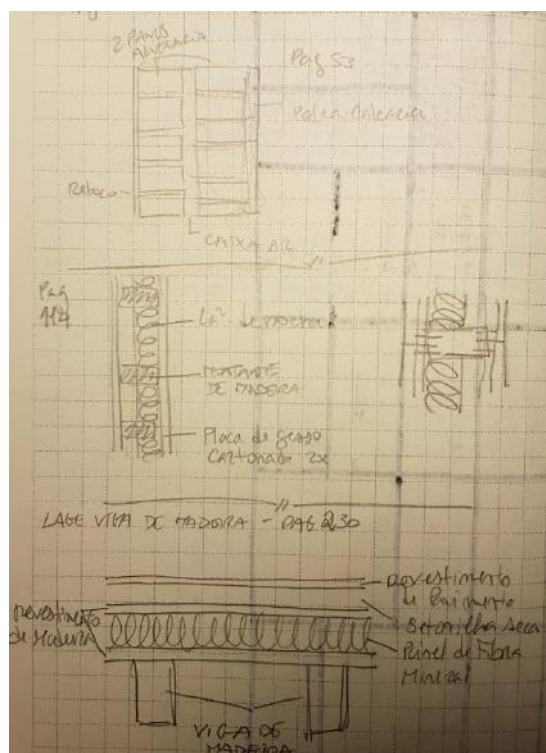 2 PANOS
ALVENARIA
Pag 53
Reboco
CAIXA AR
Pag
114
Lã de rocha
MONTANTE
DE MADEIRA
Placa de gesso
Cartonado 2x
LAGE VIGA DE MADEIRA - PAG 230
revestimento
de Pavimento
revestimento
de Madeira
Betonilha Seca
Painel de Fibra
Mineral
VIGA DE
MADEIRA